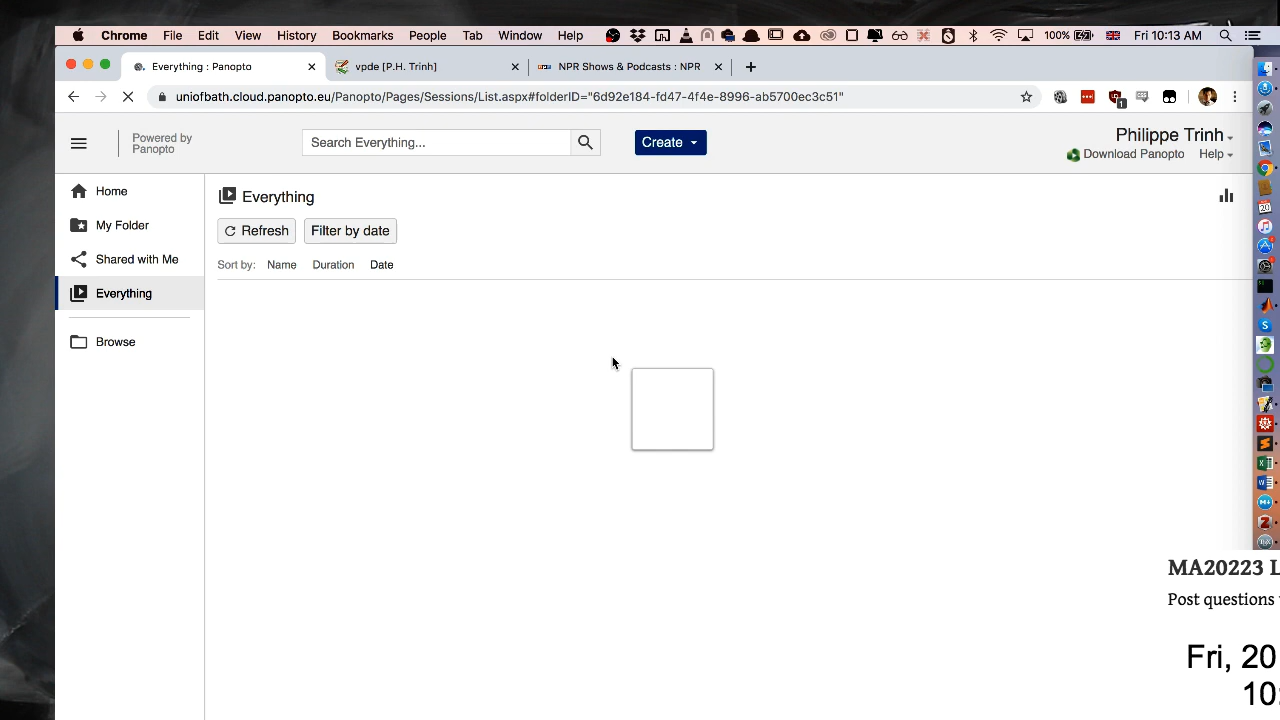 Chrome File Edit View History Bookmarks People Tab Window Help 100% Fri 10:13 AM
Everything : Panopto vpde [P.H. Trinh] NPR Shows & Podcasts : NPR
uniofbath.cloud.panopto.eu/Panopto/Pages/Sessions/List.aspx#folderID="6d92e184-fd47-4f4e-8996-ab5700ec3c51"
1
Powered by
Panopto
Search Everything...
Create
Philippe Trinh
Download Panopto Help
Home
My Folder
Shared with Me
Everything
Browse
Everything
Refresh Filter by date
Sort by: Name Duration Date
20
MA20223 L
Post questions
Fri, 20
10: